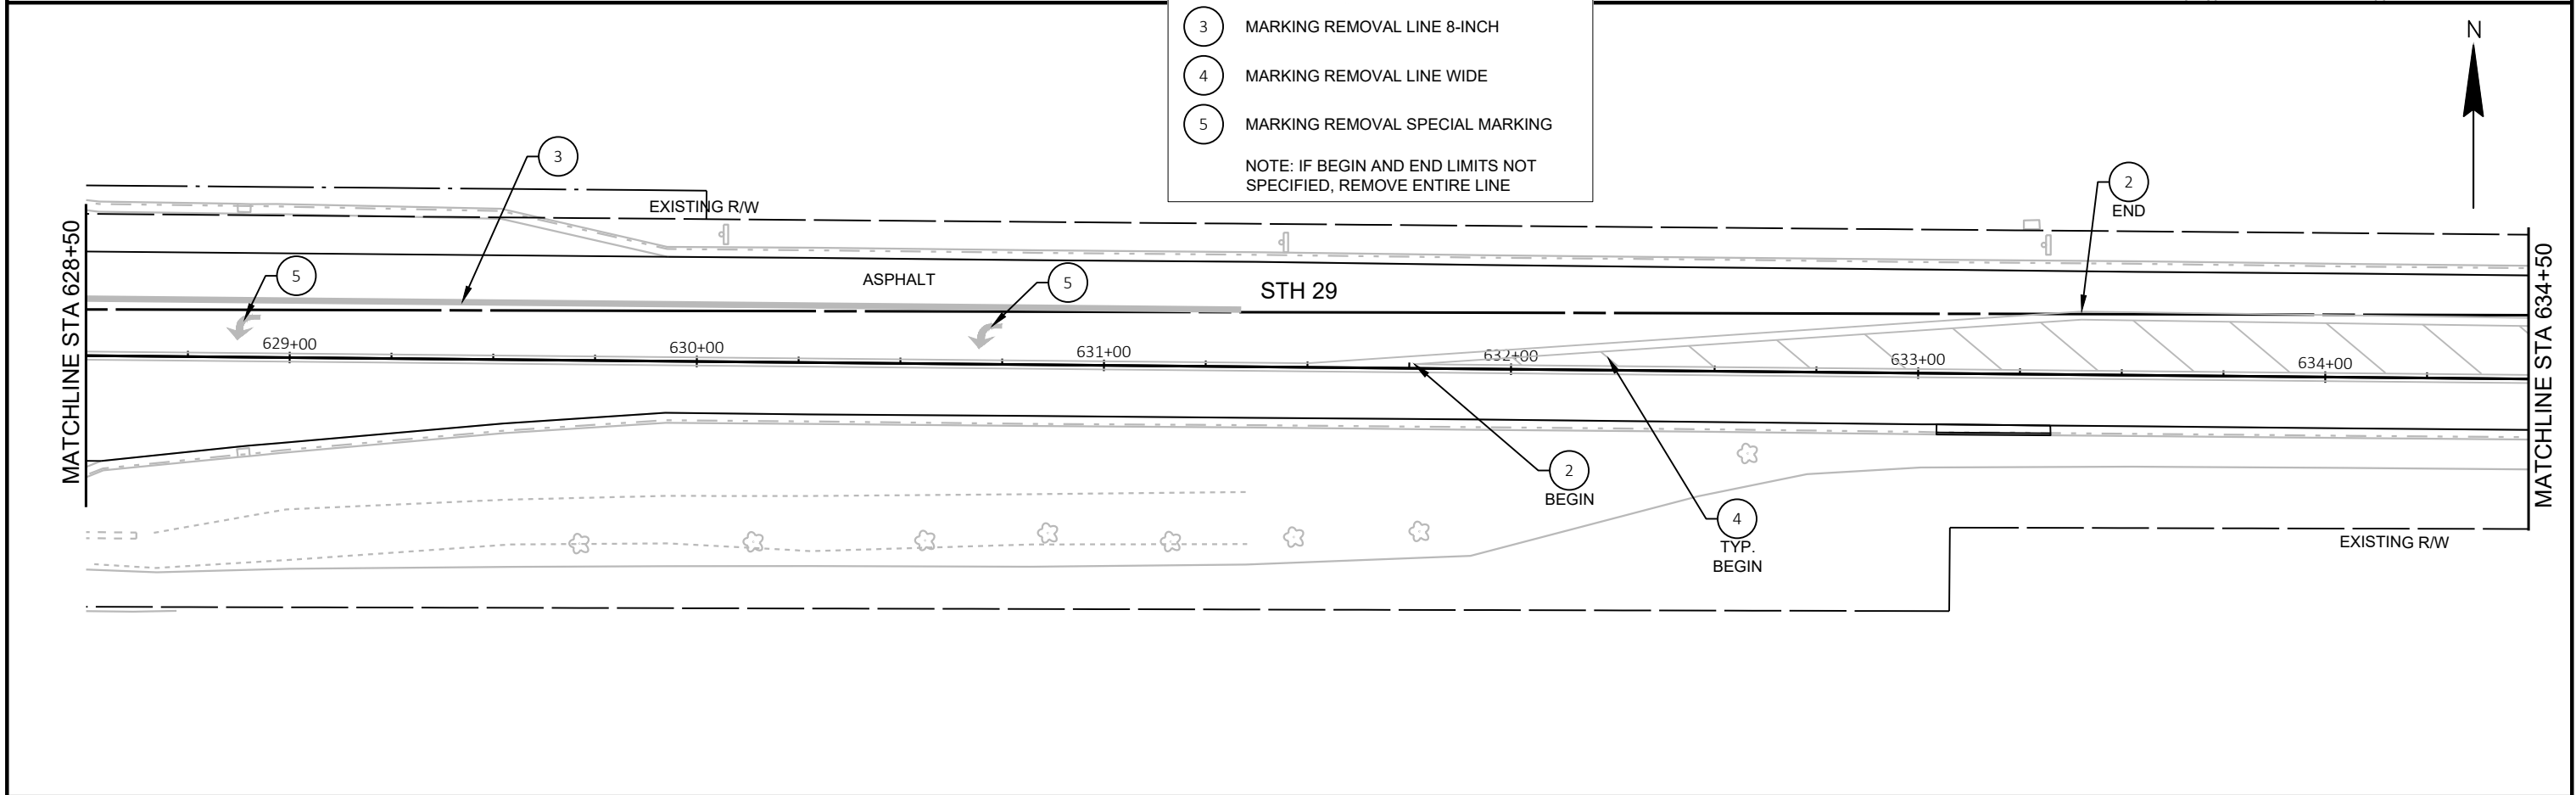 3 MARKING REMOVAL LINE 8-INCH
4 MARKING REMOVAL LINE WIDE
5 MARKING REMOVAL SPECIAL MARKING
NOTE: IF BEGIN AND END LIMITS NOT
SPECIFIED, REMOVE ENTIRE LINE
N
3
2
END
EXISTING R/W
MATCHLINE STA 628+50
5
ASPHALT
5
STH 29
MATCHLINE STA 634+50
629+00
630+00
631+00
632+00
633+00
634+00
2
BEGIN
4
TYP.
BEGIN
EXISTING R/W